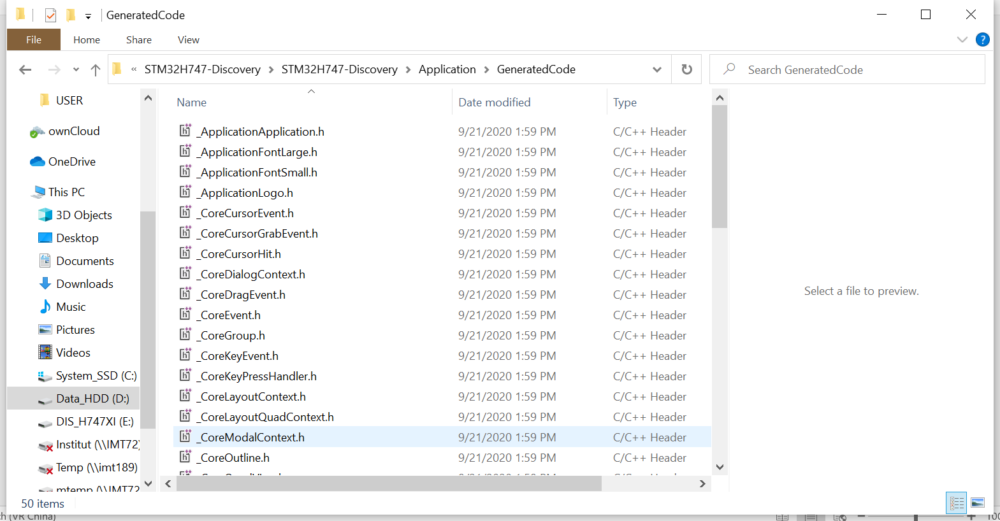 GeneratedCode
File Home Share View
« STM32H747-Discovery > STM32H747-Discovery > Application > GeneratedCode
Search GeneratedCode
USER
ownCloud
OneDrive
This PC
3D Objects
Desktop
Documents
Downloads
Music
Pictures
Videos
System_SSD (C:)
Data_HDD (D:)
DIS_H747XI (E:)
Institut (\\IMT72)
Temp (\\imt189)
mtemp (\\IMT72
Name Date modified Type
_ApplicationApplication.h 9/21/2020 1:59 PM C/C++ Header
_ApplicationFontLarge.h 9/21/2020 1:59 PM C/C++ Header
_ApplicationFontSmall.h 9/21/2020 1:59 PM C/C++ Header
_ApplicationLogo.h 9/21/2020 1:59 PM C/C++ Header
_CoreCursorEvent.h 9/21/2020 1:59 PM C/C++ Header
_CoreCursorGrabEvent.h 9/21/2020 1:59 PM C/C++ Header
_CoreCursorHit.h 9/21/2020 1:59 PM C/C++ Header
_CoreDialogContext.h 9/21/2020 1:59 PM C/C++ Header
_CoreDragEvent.h 9/21/2020 1:59 PM C/C++ Header
_CoreEvent.h 9/21/2020 1:59 PM C/C++ Header
_CoreGroup.h 9/21/2020 1:59 PM C/C++ Header
_CoreKeyEvent.h 9/21/2020 1:59 PM C/C++ Header
_CoreKeyPressHandler.h 9/21/2020 1:59 PM C/C++ Header
_CoreLayoutContext.h 9/21/2020 1:59 PM C/C++ Header
_CoreLayoutQuadContext.h 9/21/2020 1:59 PM C/C++ Header
_CoreModalContext.h 9/21/2020 1:59 PM C/C++ Header
_CoreOutline.h 9/21/2020 1:59 PM C/C++ Header
Select a file to preview.
50 items
ch (VR China)
100